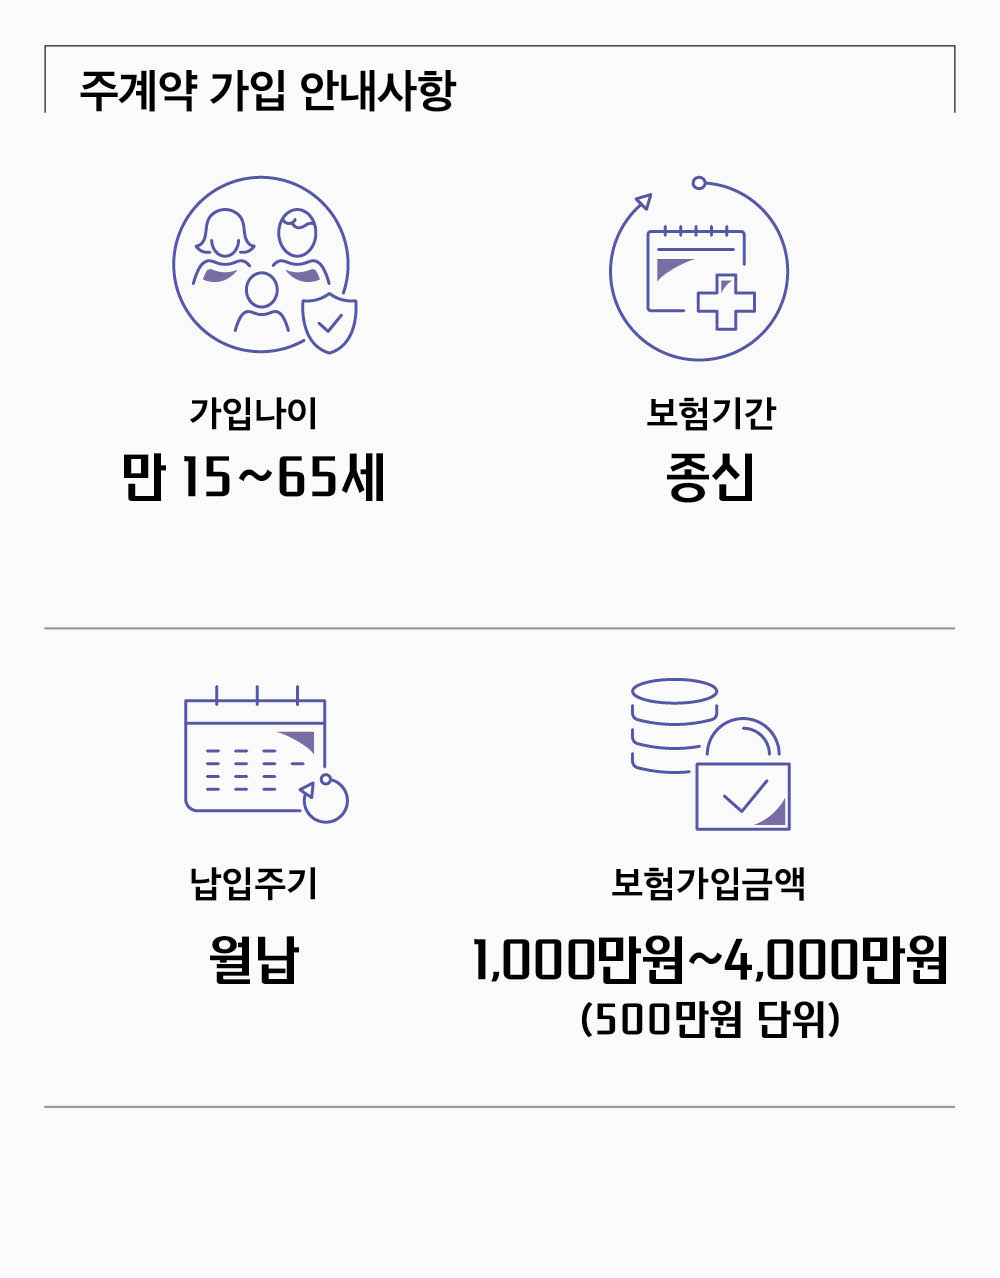 주계약 가입 안내사항
가입나이
만 15~65세
보험기간
종신
납입주기
월납
보험가입금액
1,000만원~4,000만원
(500만원 단위)